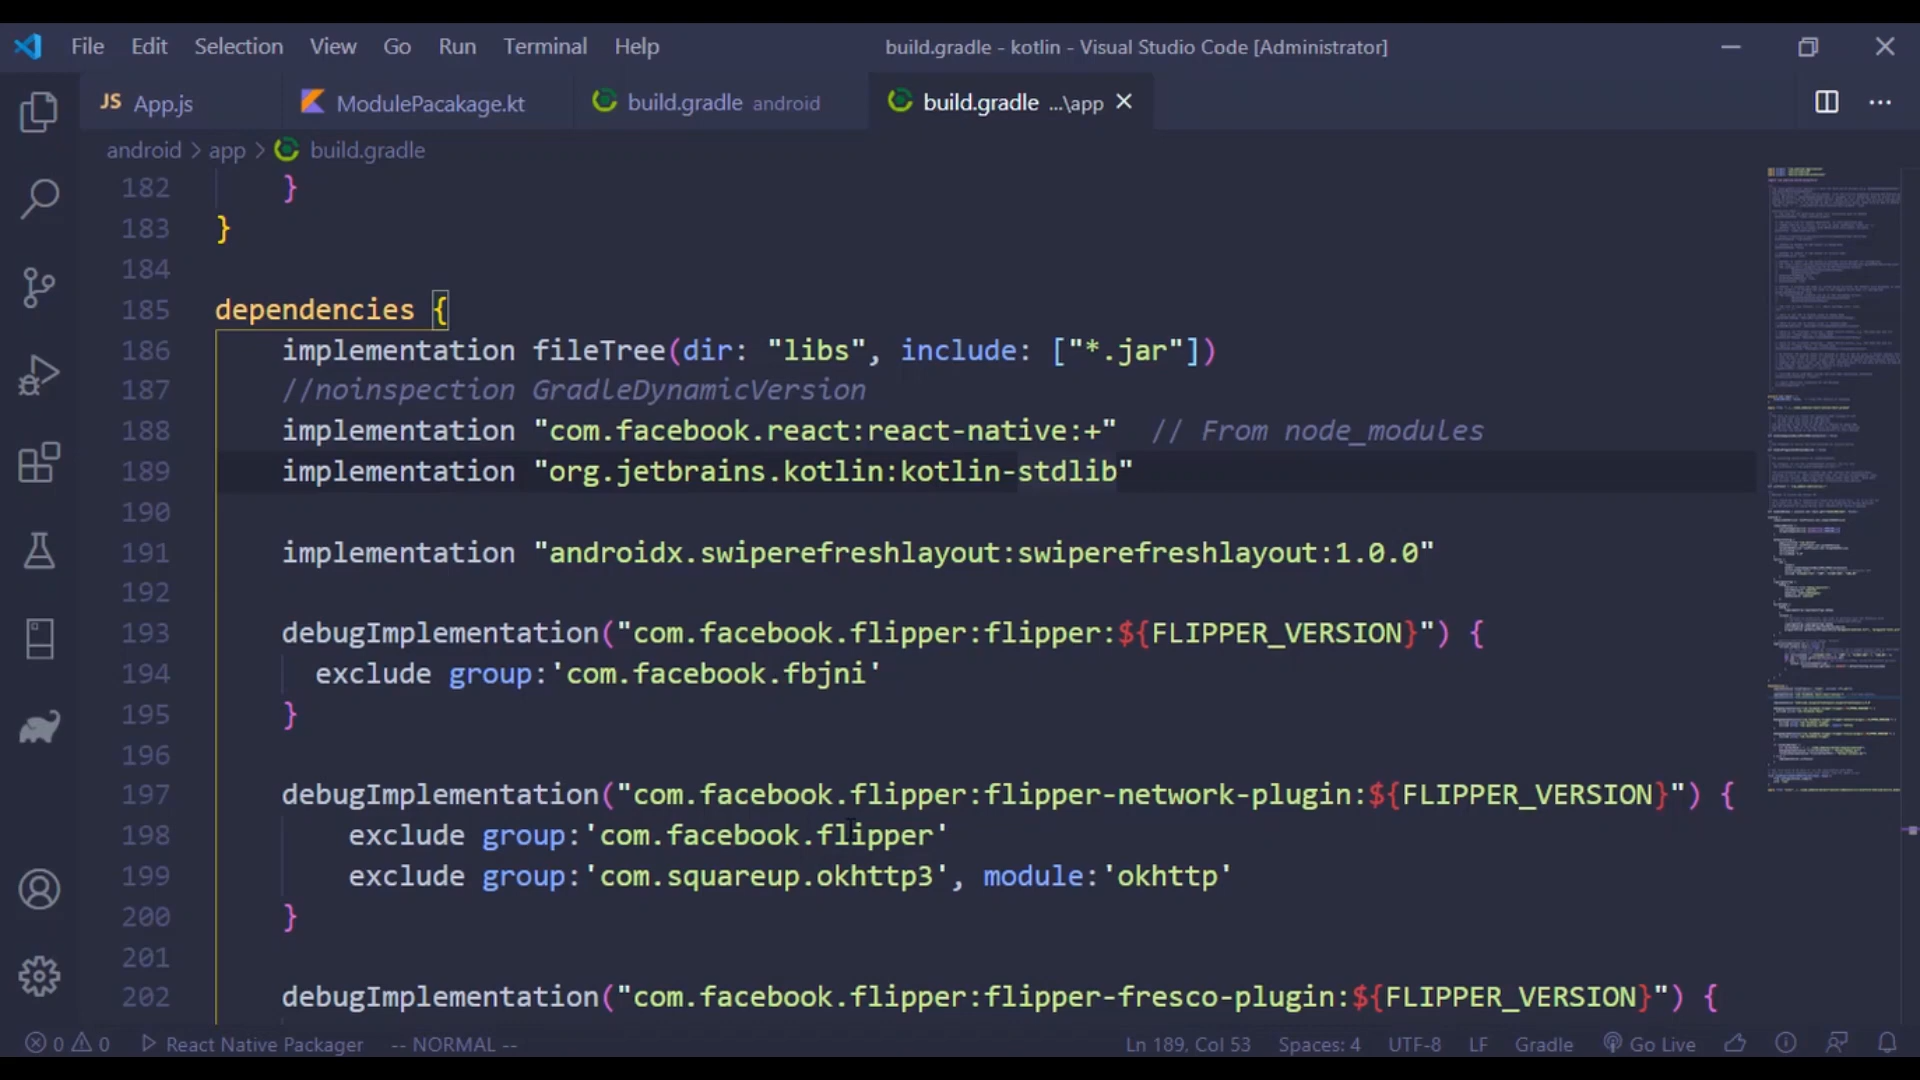 File Edit Selection View Go Run Terminal Help build.gradle - kotlin - Visual Studio Code [Administrator]
JS App.js ModulePacakage.kt build.gradle android build.gradle ...\app
android > app > build.gradle
182 }
183 }
184
185 dependencies {
186 implementation fileTree(dir: "libs", include: ["*.jar"])
187 //noinspection GradleDynamicVersion
188 implementation "com.facebook.react:react-native:+" // From node_modules
189 implementation "org.jetbrains.kotlin:kotlin-stdlib"
190
191 implementation "androidx.swiperefreshlayout:swiperefreshlayout:1.0.0"
192
193 debugImplementation("com.facebook.flipper:flipper:${FLIPPER_VERSION}") {
194 exclude group:'com.facebook.fbjni'
195 }
196
197 debugImplementation("com.facebook.flipper:flipper-network-plugin:${FLIPPER_VERSION}") {
198 exclude group:'com.facebook.flipper'
199 exclude group:'com.squareup.okhttp3', module:'okhttp'
200 }
201
202 debugImplementation("com.facebook.flipper:flipper-fresco-plugin:${FLIPPER_VERSION}") {
0 0 React Native Packager -- NORMAL -- Ln 189, Col 53 Spaces: 4 UTF-8 LF Gradle Go Live